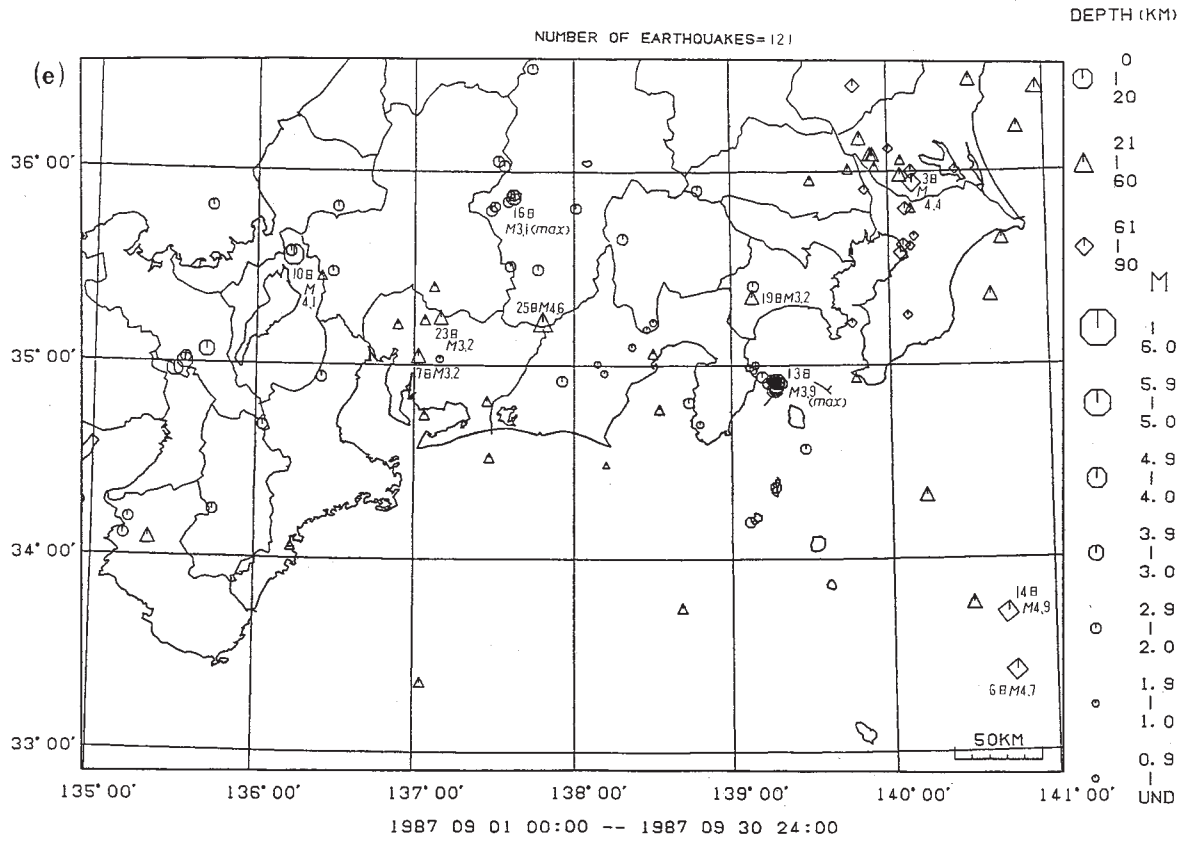 DEPTH (KM)
NUMBER OF EARTHQUAKES=121
(e)
0
|
20
21
|
60
61
|
90
M
|
6.0
5.9
|
5.0
4.9
|
4.0
3.9
|
3.0
2.9
|
2.0
1.9
|
1.0
0.9
|
UND
36° 00'
35° 00'
34° 00'
33° 00'
3日
M
4.4
16日
M3.1(max)
10日
M
4.1
25日M4.6
19日M3.2
23日
M3.2
7日M3.2
13日
M3.9
(max)
14日
M4.9
6日M4.7
50KM
135° 00' 136° 00' 137° 00' 138° 00' 139° 00' 140° 00' 141° 00'
1987 09 01 00:00 -- 1987 09 30 24:00